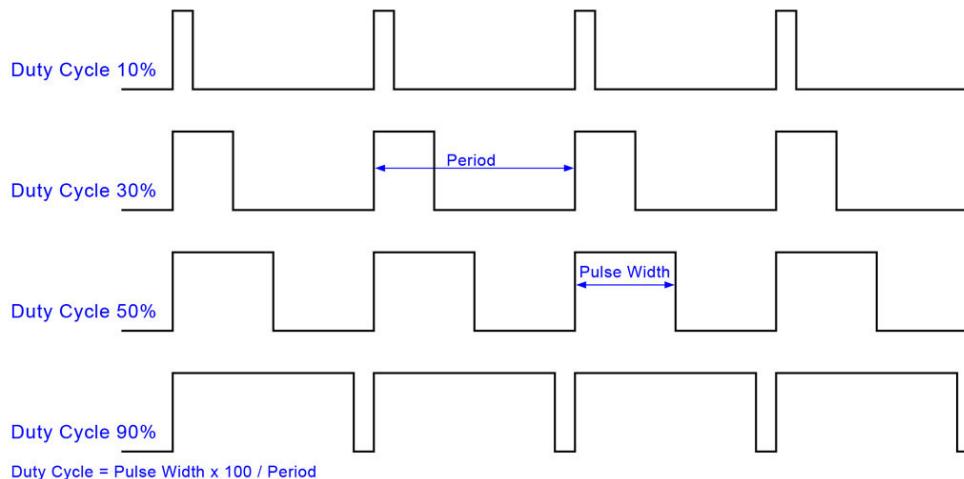 Duty Cycle 10%
Period
Duty Cycle 30%
Pulse Width
Duty Cycle 50%
Duty Cycle 90%
Duty Cycle = Pulse Width x 100 / Period